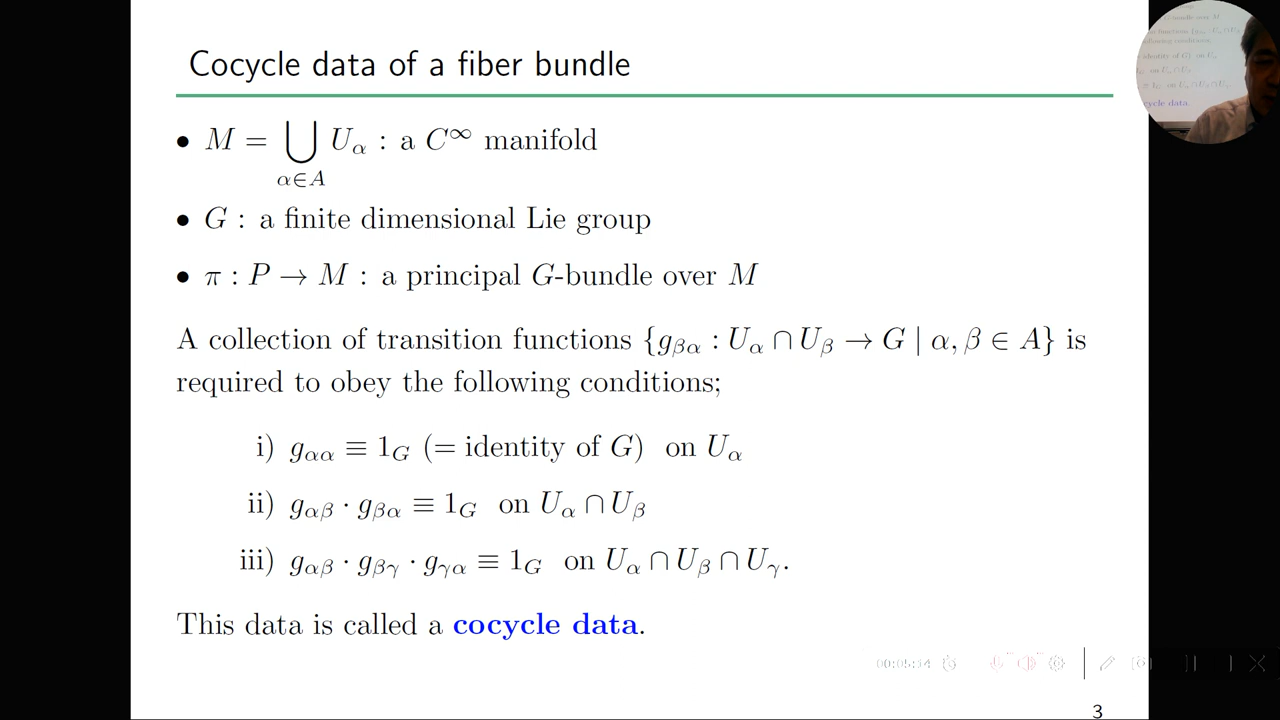 Cocycle data of a fiber bundle
• M = ⋃_{α∈A} U_α : a C^∞ manifold
• G : a finite dimensional Lie group
• π : P → M : a principal G-bundle over M
A collection of transition functions {g_{βα} : U_α ∩ U_β → G | α, β ∈ A} is
required to obey the following conditions;
i) g_{αα} ≡ 1_G (= identity of G) on U_α
ii) g_{αβ} · g_{βα} ≡ 1_G on U_α ∩ U_β
iii) g_{αβ} · g_{βγ} · g_{γα} ≡ 1_G on U_α ∩ U_β ∩ U_γ.
This data is called a cocycle data.
3